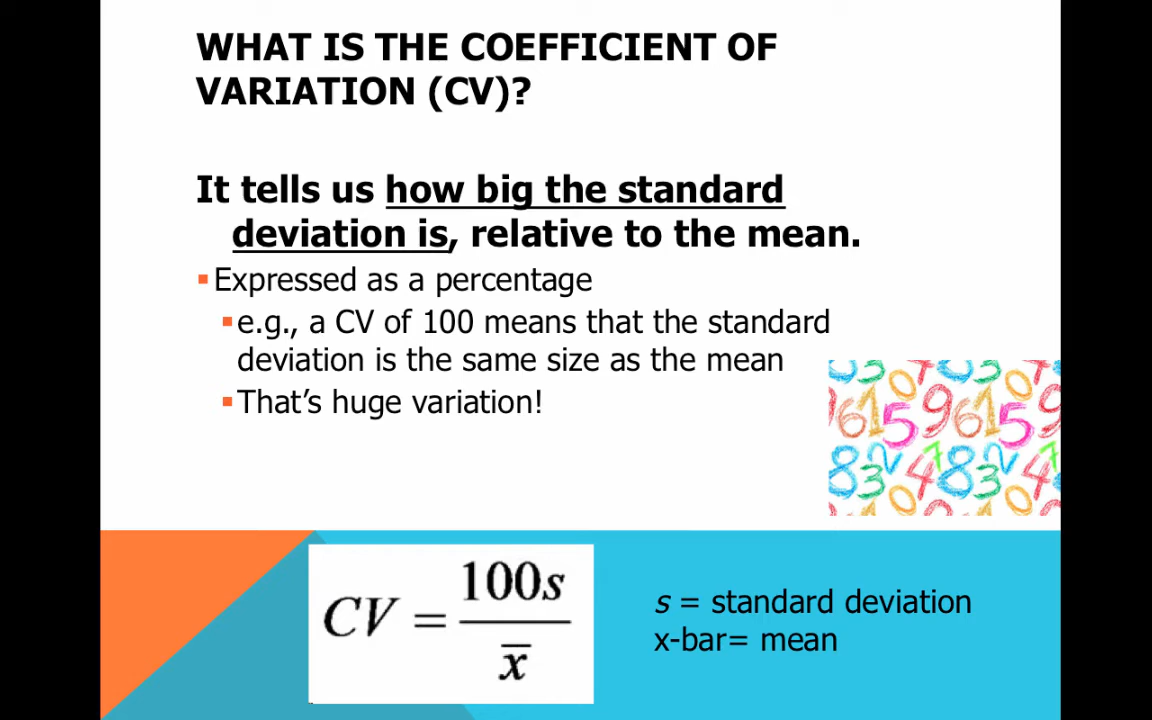 WHAT IS THE COEFFICIENT OF
VARIATION (CV)?
It tells us how big the standard
deviation is, relative to the mean.
▪Expressed as a percentage
▪e.g., a CV of 100 means that the standard
deviation is the same size as the mean
▪That’s huge variation!
CV = 100s / x̅
s = standard deviation
x-bar= mean